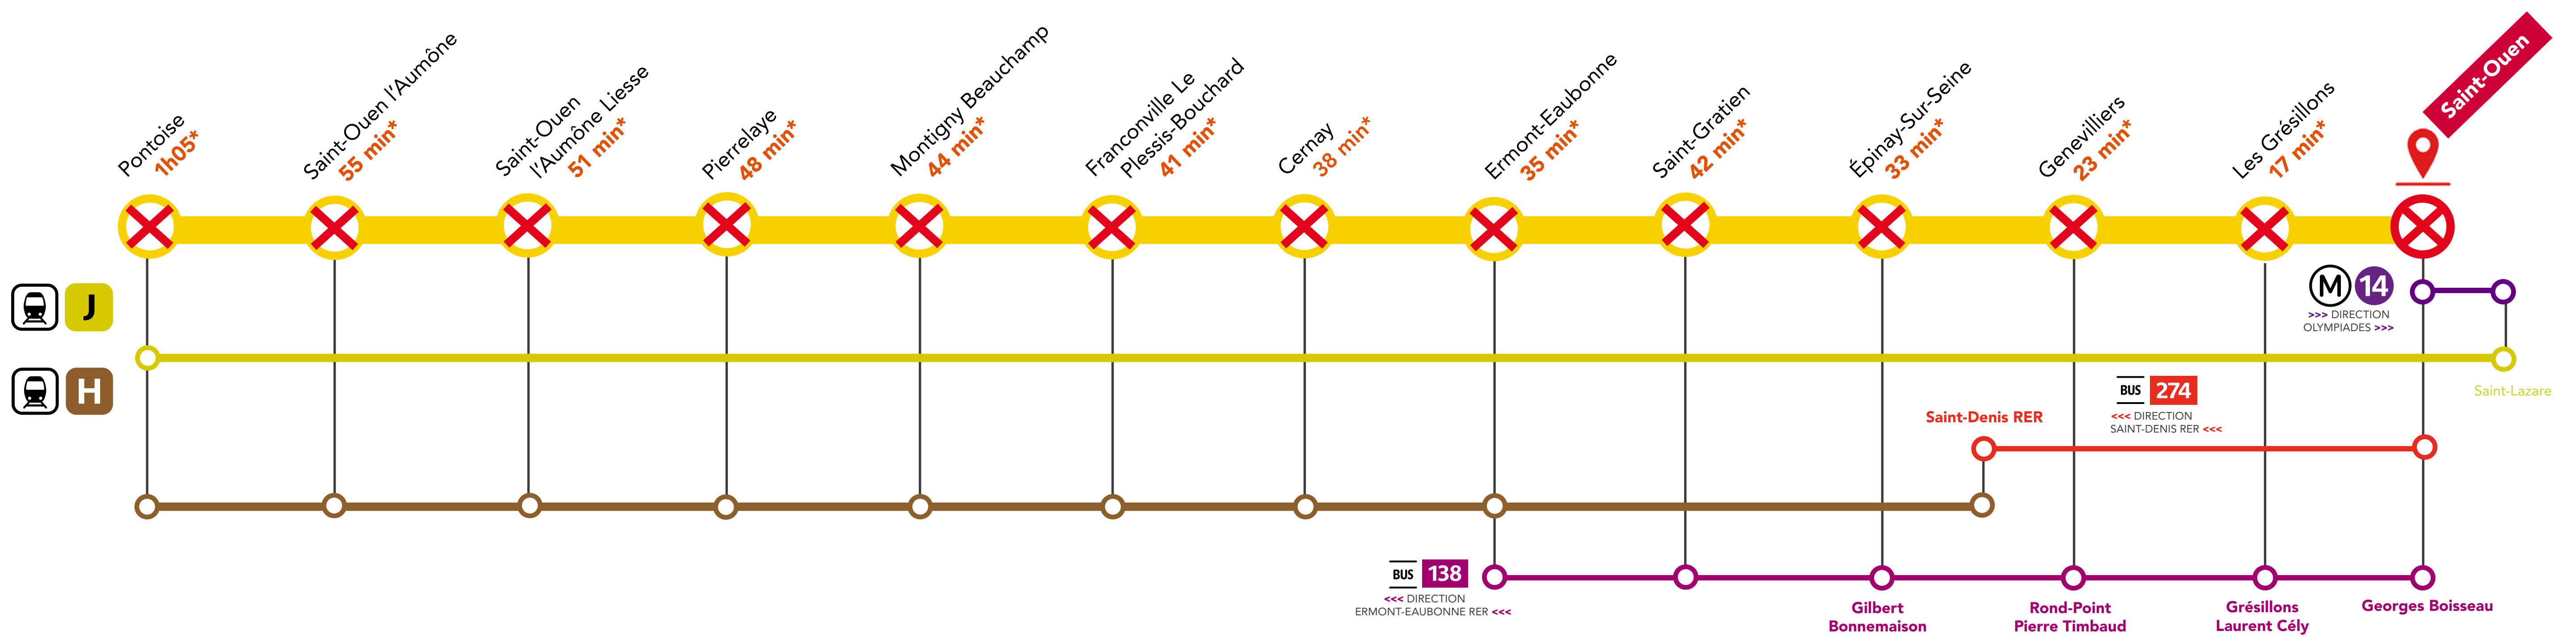 Pontoise
1h05*
Saint-Ouen l'Aumône
55 min*
Saint-Ouen
l'Aumône Liesse
51 min*
Pierrelaye
48 min*
Montigny Beauchamp
44 min*
Franconville Le
Plessis-Bouchard
41 min*
Cernay
38 min*
Ermont-Eaubonne
35 min*
Saint-Gratien
42 min*
Épinay-Sur-Seine
33 min*
Genevilliers
23 min*
Les Grésillons
17 min*
Saint-Ouen
J
M 14
>>> DIRECTION
OLYMPIADES >>>
H
Saint-Lazare
BUS 274
<<< DIRECTION
SAINT-DENIS RER <<<
Saint-Denis RER
BUS 138
<<< DIRECTION
ERMONT-EAUBONNE RER <<<
Gilbert
Bonnemaison
Rond-Point
Pierre Timbaud
Grésillons
Laurent Cély
Georges Boisseau